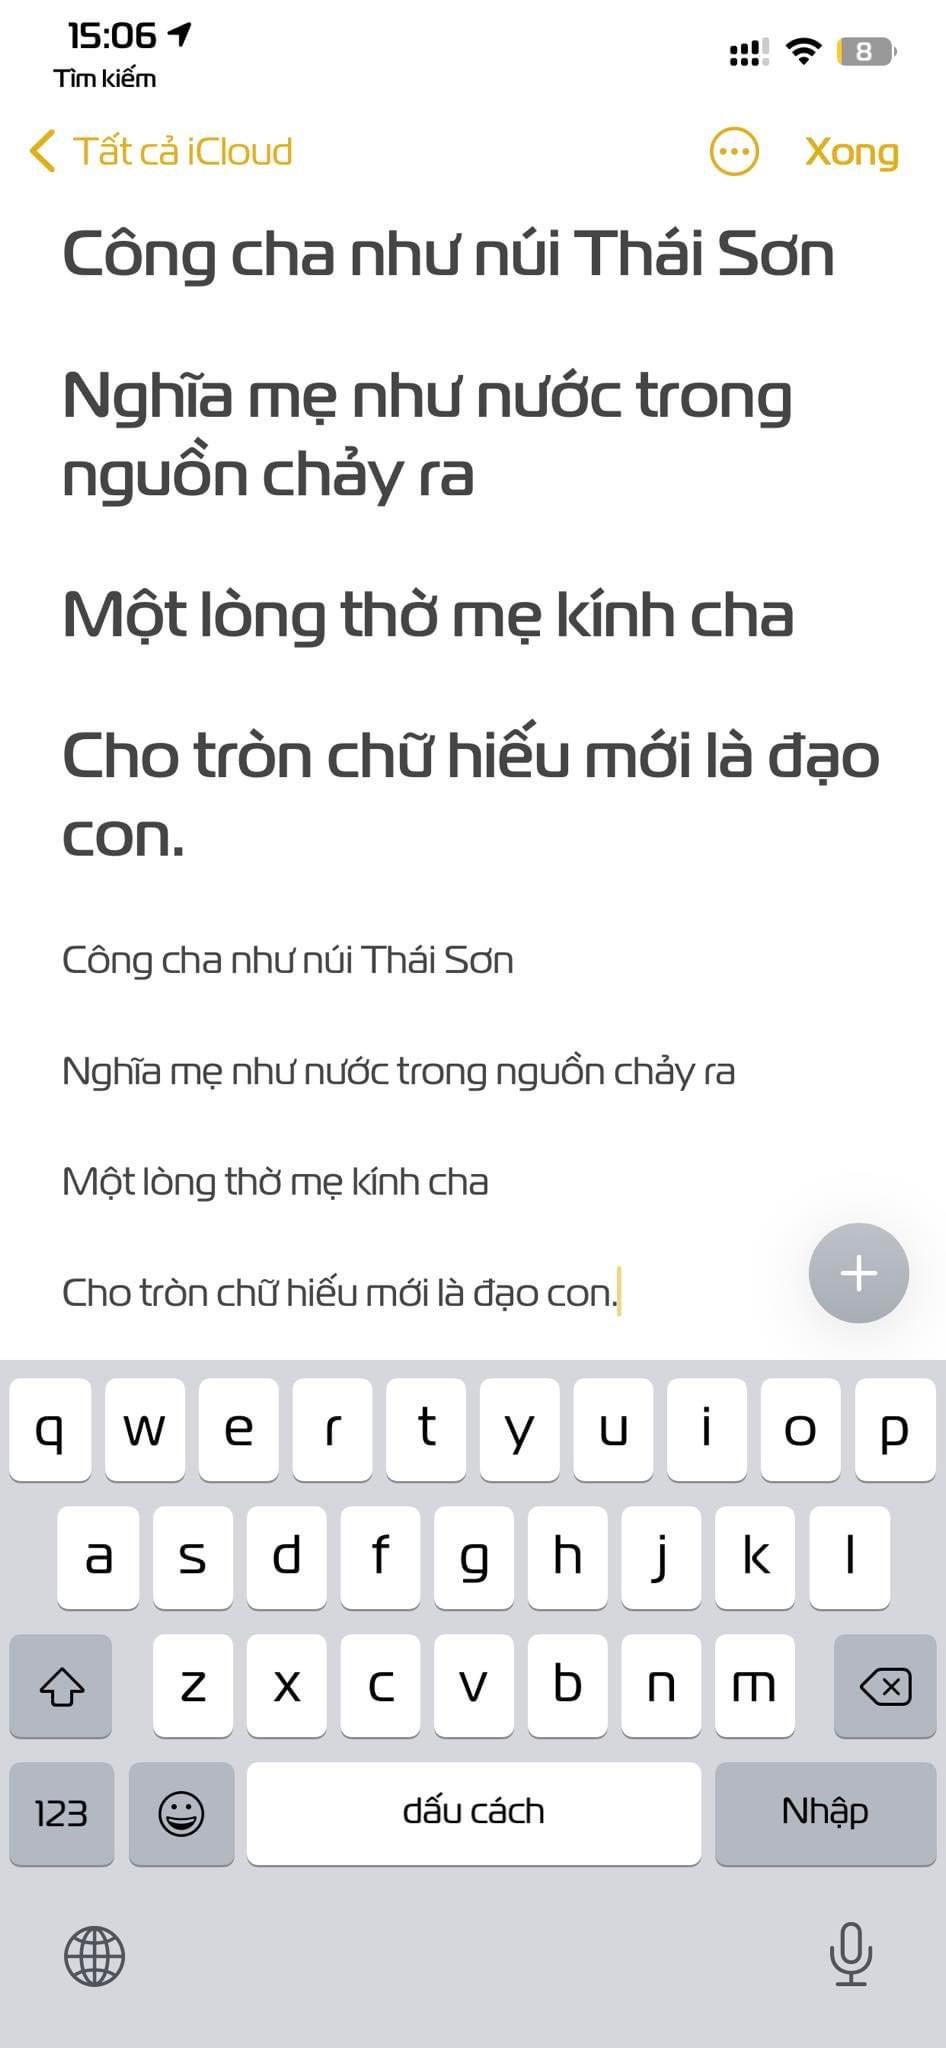 15:06
Tìm kiếm
8
Tất cả iCloud
Xong
Công cha như núi Thái Sơn
Nghĩa mẹ như nước trong
nguồn chảy ra
Một lòng thờ mẹ kính cha
Cho tròn chữ hiếu mới là đạo
con.
Công cha như núi Thái Sơn
Nghĩa mẹ như nước trong nguồn chảy ra
Một lòng thờ mẹ kính cha
Cho tròn chữ hiếu mới là đạo con.
q w e r t y u i o p
a s d f g h j k l
z x c v b n m
123 dấu cách Nhập